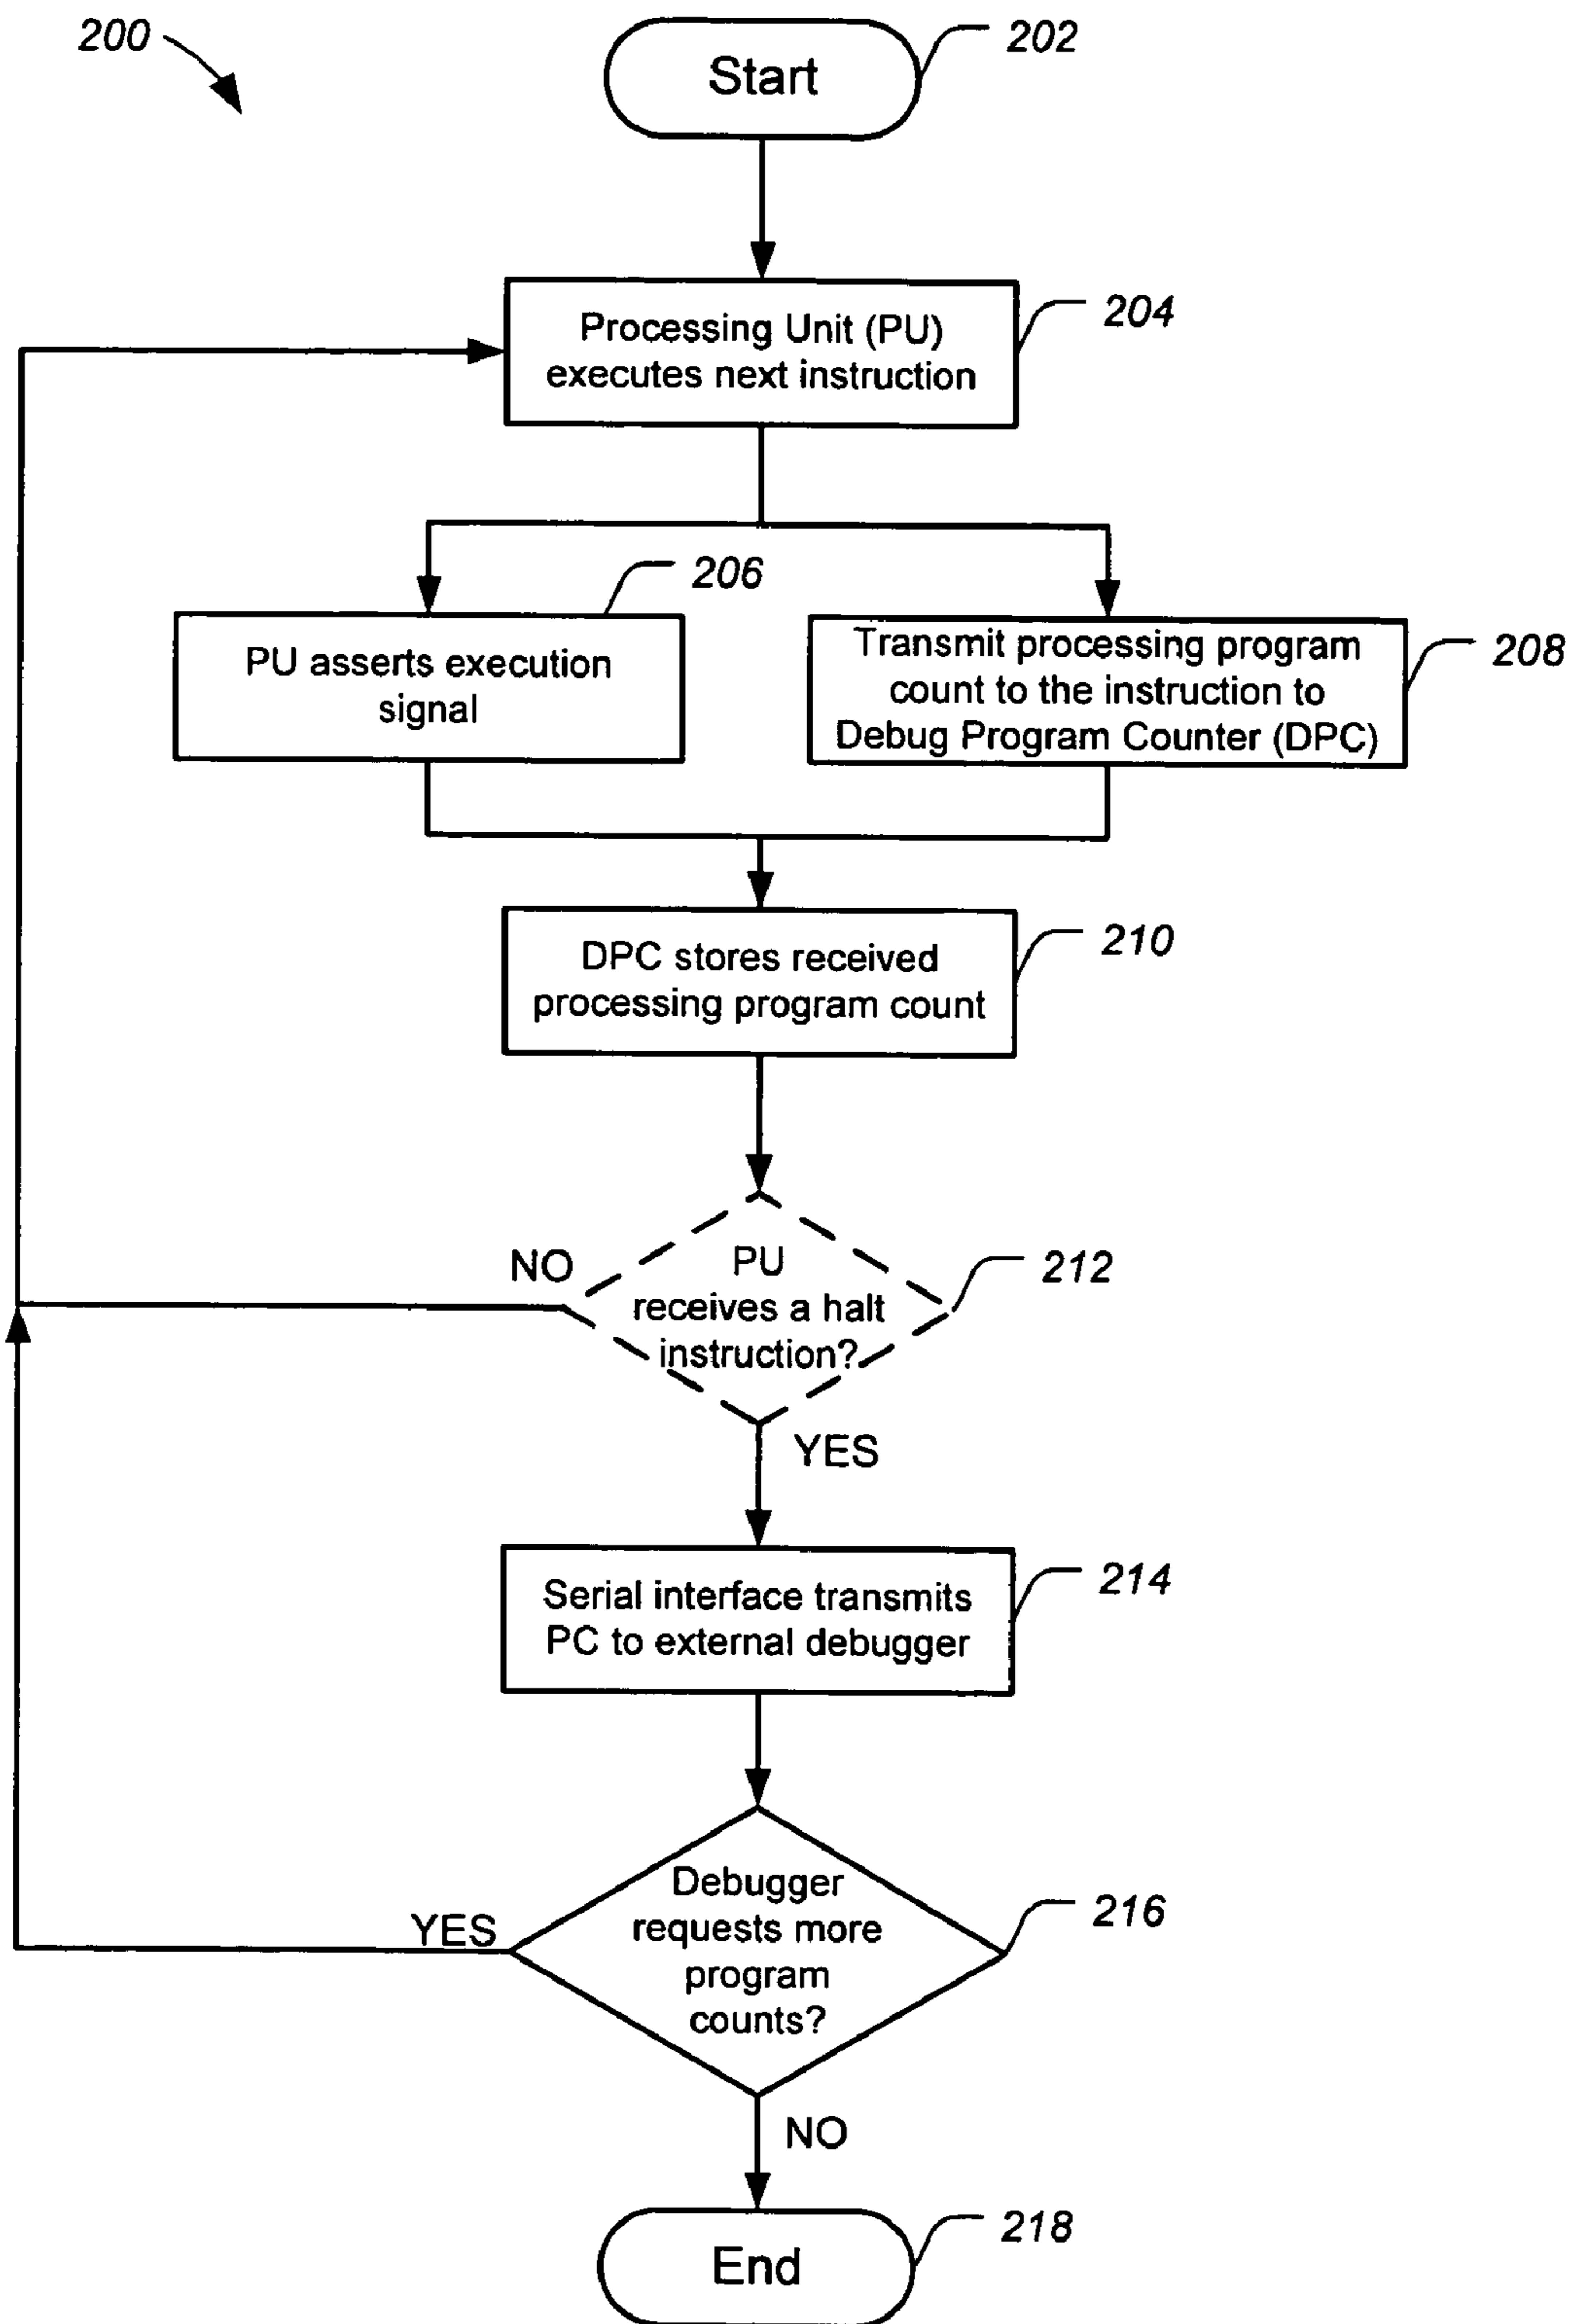 200
Start
202
Processing Unit (PU)
executes next instruction
204
206
PU asserts execution
signal
Transmit processing program
count to the instruction to
Debug Program Counter (DPC)
208
DPC stores received
processing program count
210
NO
PU
receives a halt
instruction?
212
YES
Serial interface transmits
PC to external debugger
214
YES
Debugger
requests more
program
counts?
216
NO
End
218